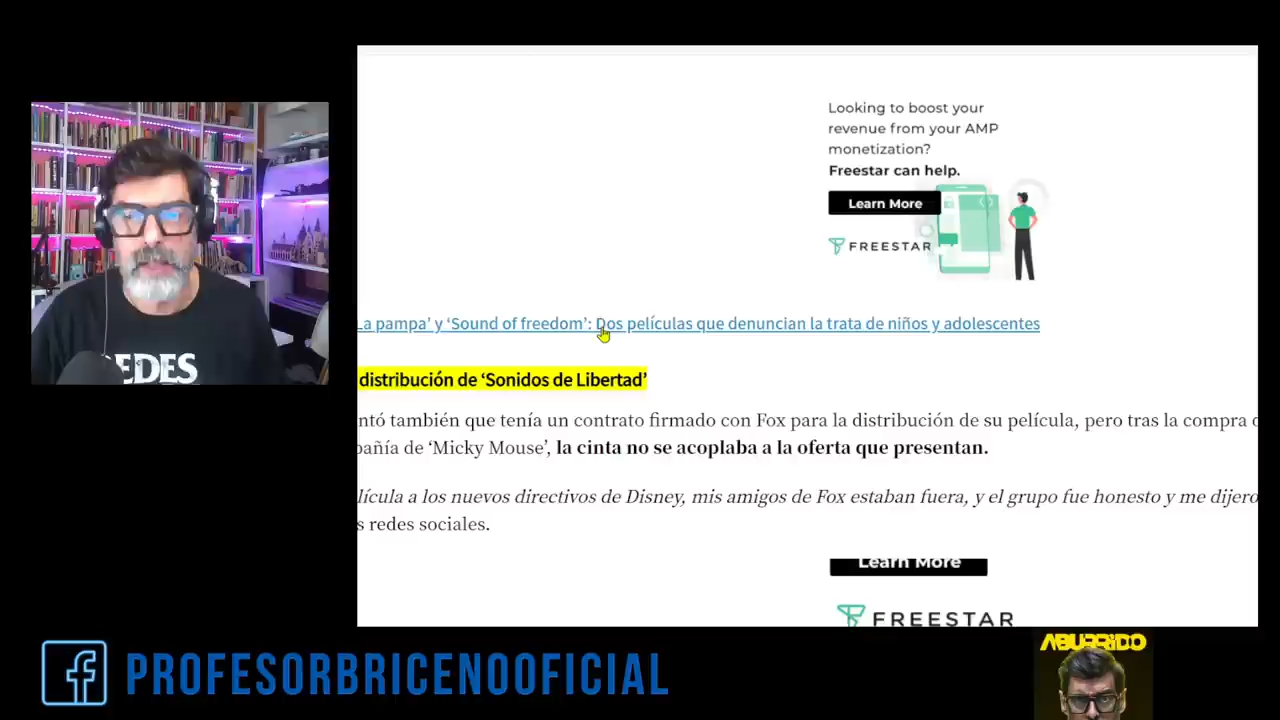 Looking to boost your
revenue from your AMP
monetization?
Freestar can help.
Learn More
FREESTAR
La pampa’ y ‘Sound of freedom’: Dos películas que denuncian la trata de niños y adolescentes
distribución de ‘Sonidos de Libertad’
ntó también que tenía un contrato firmado con Fox para la distribución de su película, pero tras la compra
pañía de ‘Micky Mouse’, la cinta no se acoplaba a la oferta que presentan.
lícula a los nuevos directivos de Disney, mis amigos de Fox estaban fuera, y el grupo fue honesto y me dijero
s redes sociales.
Learn More
FREESTAR
EDES
PROFESORBRICENOOFICIAL
ABURRIDO